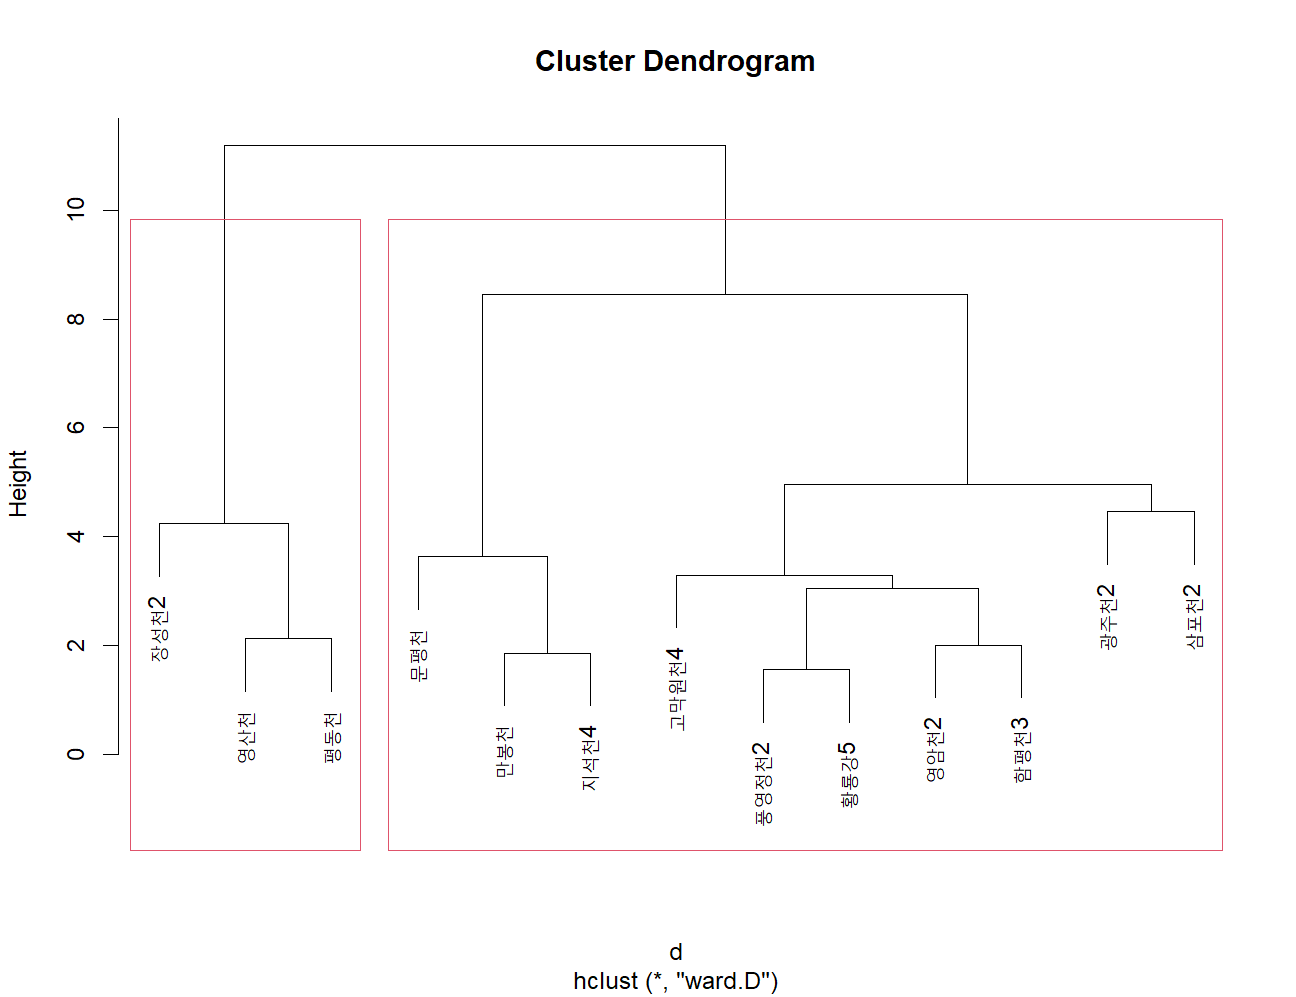 Cluster Dendrogram
Height
0
2
4
6
8
10
장성천2
영산천
평동천
문평천
만봉천
지석천4
고막원천4
풍영정천2
황룡강5
영암천2
함평천3
광주천2
삼포천2
d
hclust (*, "ward.D")